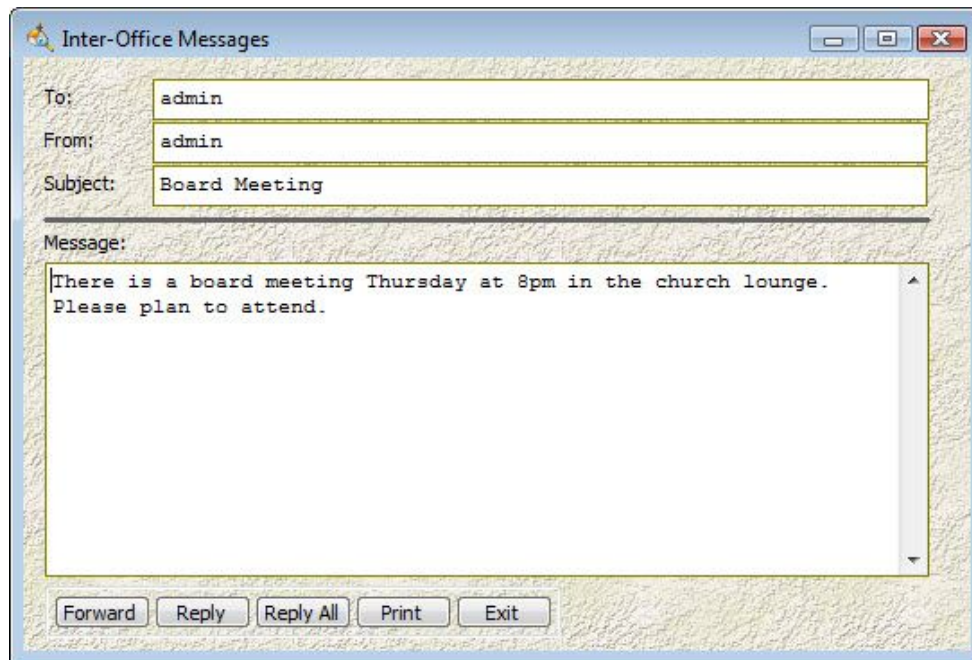 Inter-Office Messages
To: admin
From: admin
Subject: Board Meeting
Message:
There is a board meeting Thursday at 8pm in the church lounge.
Please plan to attend.
Forward Reply Reply All Print Exit